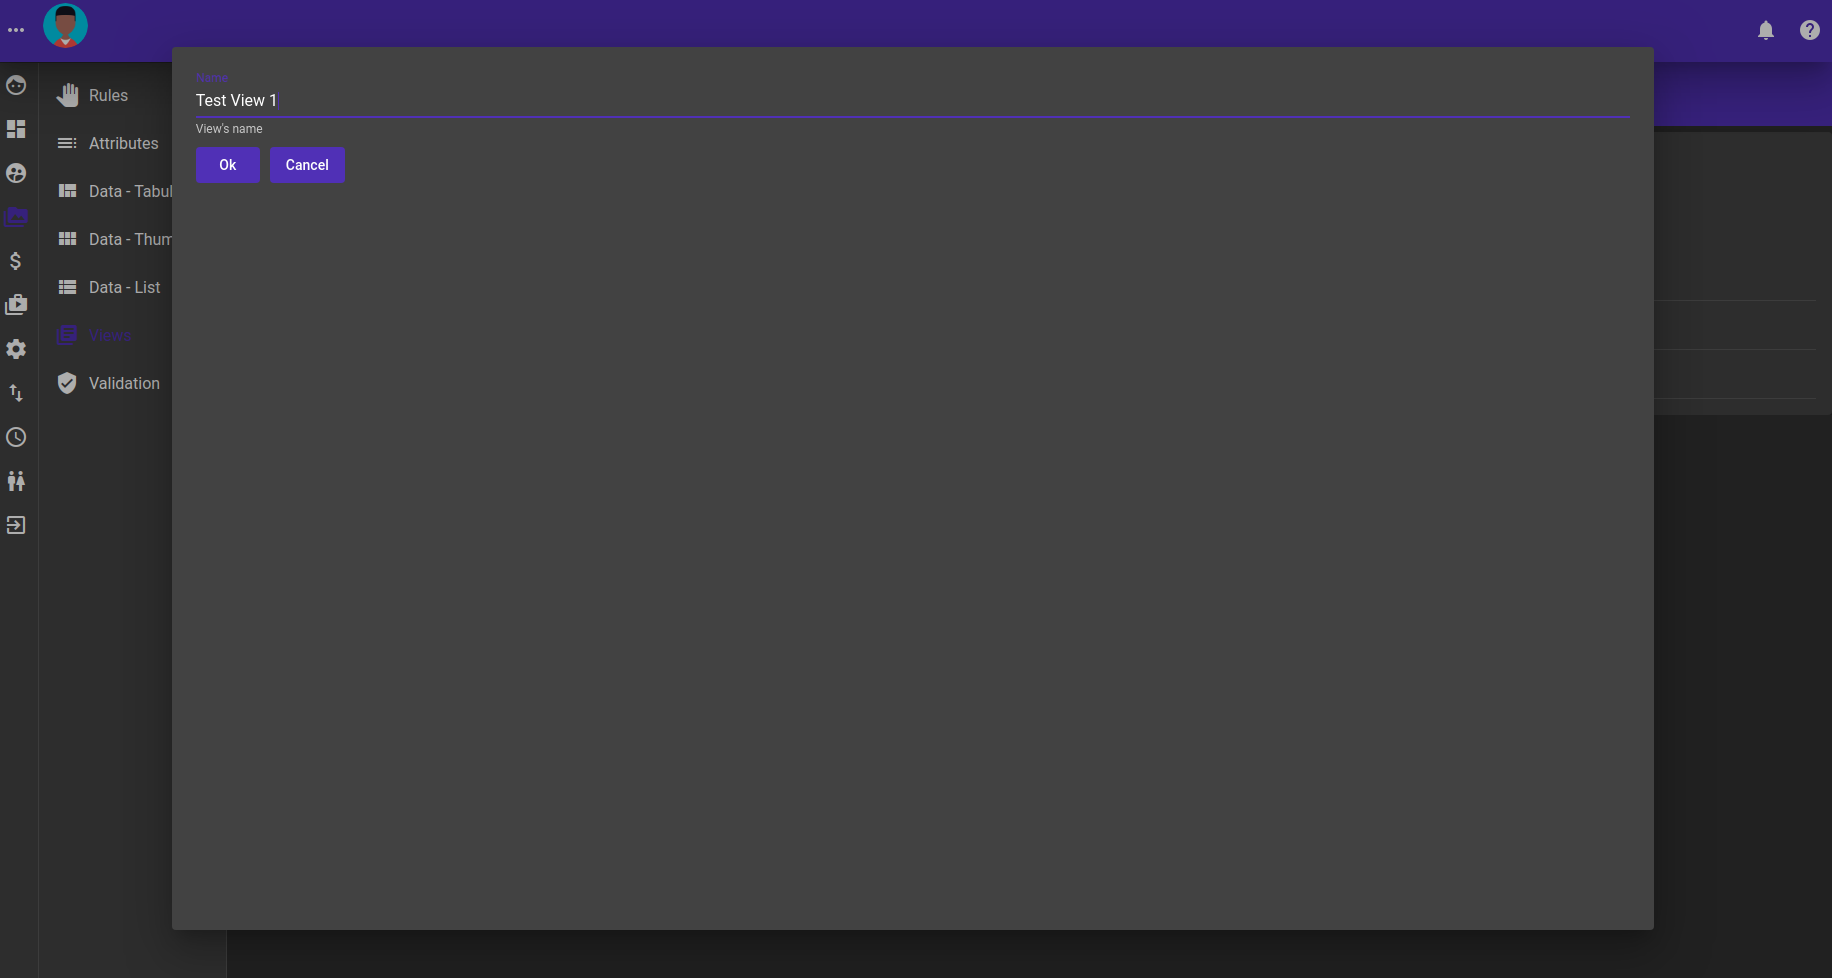 Name
Test View 1
View's name
Ok
Cancel
Rules
Attributes
Data - Tabul
Data - Thum
Data - List
Views
Validation